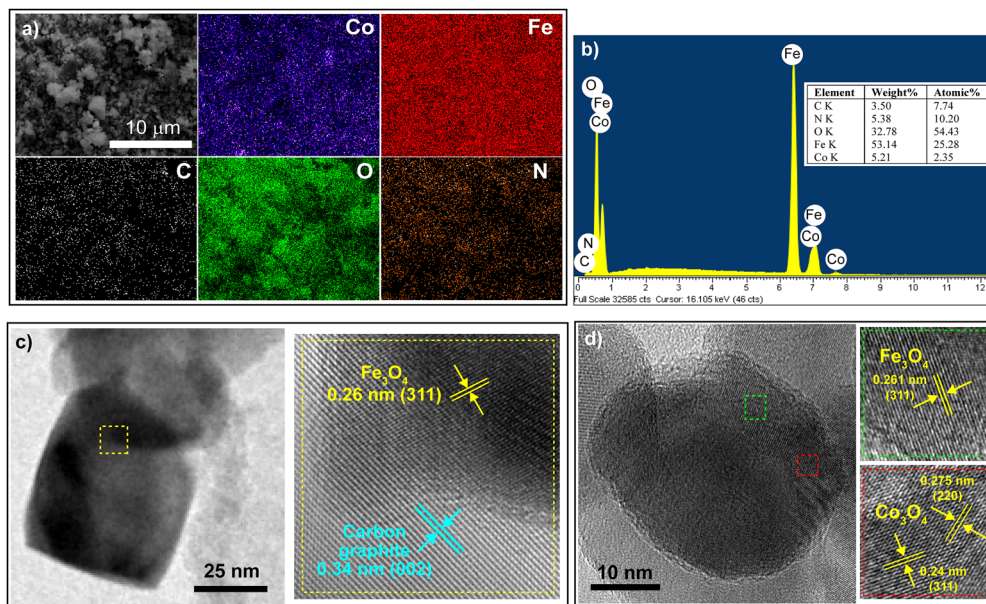 a)
Co
Fe
10 μm
C
O
N
b)
Fe
O
Fe
Co
N
C
Fe
Co
Co
Element Weight% Atomic%
C K 3.50 7.74
N K 5.38 10.20
O K 32.78 54.43
Fe K 53.14 25.28
Co K 5.21 2.35
0 1 2 3 4 5 6 7 8 9 10 11 12
Full Scale 32585 cts Cursor: 16.105 keV (46 cts)
c)
25 nm
Fe3O4
0.26 nm (311)
Carbon
graphite
0.34 nm (002)
d)
10 nm
Fe3O4
0.261 nm
(311)
0.275 nm
(220)
Co3O4
0.24 nm
(311)